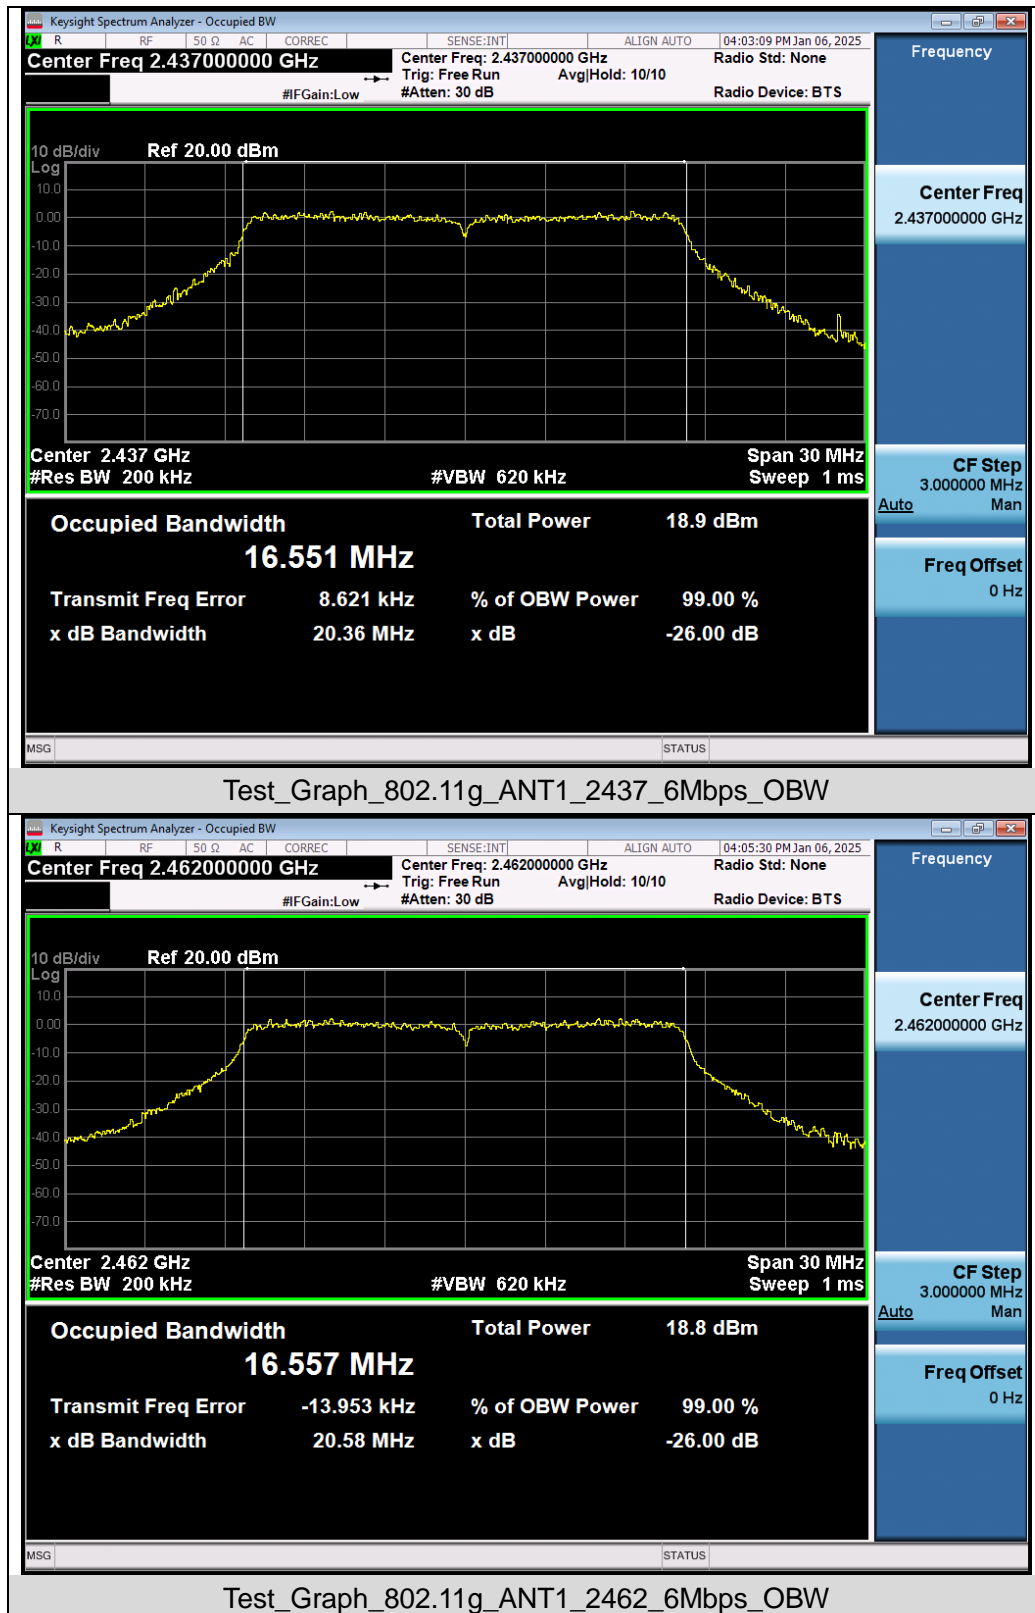 Keysight Spectrum Analyzer - Occupied BW
LXI R RF 50 Ω AC CORREC SENSE:INT ALIGN AUTO 04:03:09 PM Jan 06, 2025
Center Freq 2.437000000 GHz
Center Freq: 2.437000000 GHz Radio Std: None
Trig: Free Run Avg|Hold: 10/10
#IFGain:Low #Atten: 30 dB Radio Device: BTS
10 dB/div Ref 20.00 dBm
Log
10.0
0.00
-10.0
-20.0
-30.0
-40.0
-50.0
-60.0
-70.0
Center 2.437 GHz Span 30 MHz
#Res BW 200 kHz #VBW 620 kHz Sweep 1 ms
Occupied Bandwidth Total Power 18.9 dBm
16.551 MHz
Transmit Freq Error 8.621 kHz % of OBW Power 99.00 %
x dB Bandwidth 20.36 MHz x dB -26.00 dB
MSG STATUS
Frequency
Center Freq
2.437000000 GHz
CF Step
3.000000 MHz
Auto Man
Freq Offset
0 Hz
Test_Graph_802.11g_ANT1_2437_6Mbps_OBW
Keysight Spectrum Analyzer - Occupied BW
LXI R RF 50 Ω AC CORREC SENSE:INT ALIGN AUTO 04:05:30 PM Jan 06, 2025
Center Freq 2.462000000 GHz
Center Freq: 2.462000000 GHz Radio Std: None
Trig: Free Run Avg|Hold: 10/10
#IFGain:Low #Atten: 30 dB Radio Device: BTS
10 dB/div Ref 20.00 dBm
Log
10.0
0.00
-10.0
-20.0
-30.0
-40.0
-50.0
-60.0
-70.0
Center 2.462 GHz Span 30 MHz
#Res BW 200 kHz #VBW 620 kHz Sweep 1 ms
Occupied Bandwidth Total Power 18.8 dBm
16.557 MHz
Transmit Freq Error -13.953 kHz % of OBW Power 99.00 %
x dB Bandwidth 20.58 MHz x dB -26.00 dB
MSG STATUS
Frequency
Center Freq
2.462000000 GHz
CF Step
3.000000 MHz
Auto Man
Freq Offset
0 Hz
Test_Graph_802.11g_ANT1_2462_6Mbps_OBW